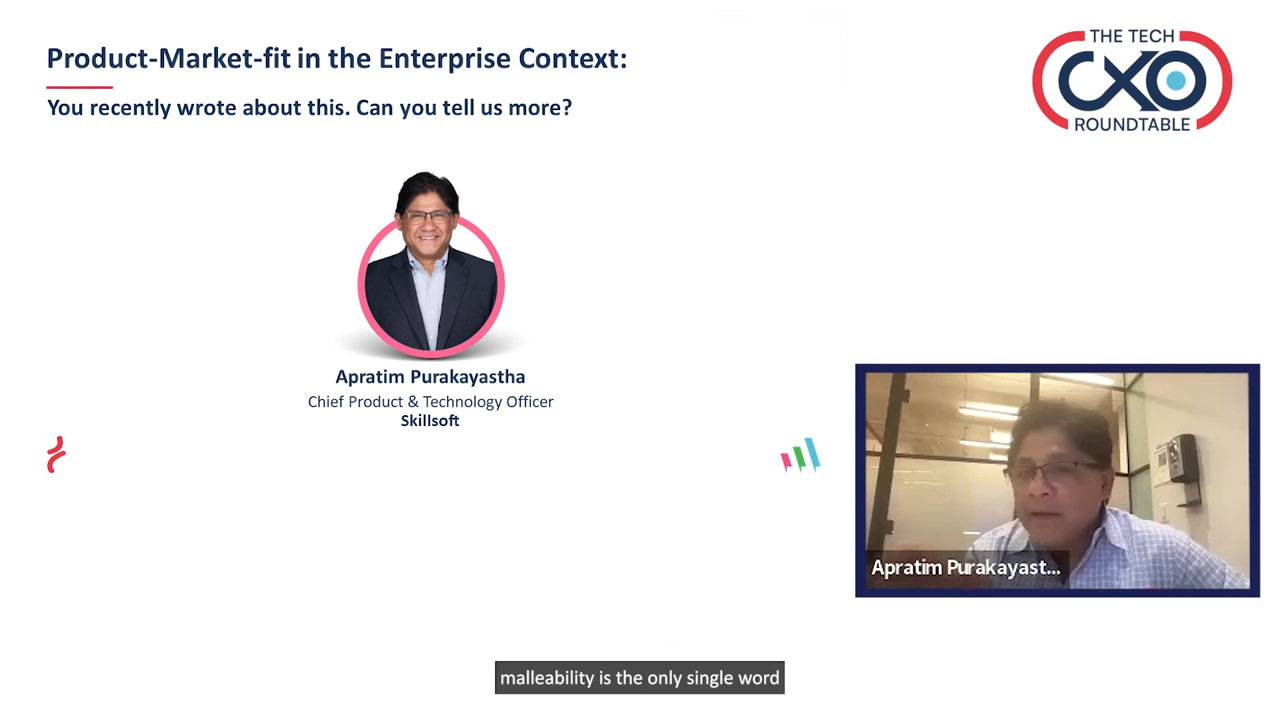 Product-Market-fit in the Enterprise Context:
You recently wrote about this. Can you tell us more?
THE TECH
CXO
ROUNDTABLE
Apratim Purakayastha
Chief Product & Technology Officer
Skillsoft
Apratim Purakayast...
malleability is the only single word